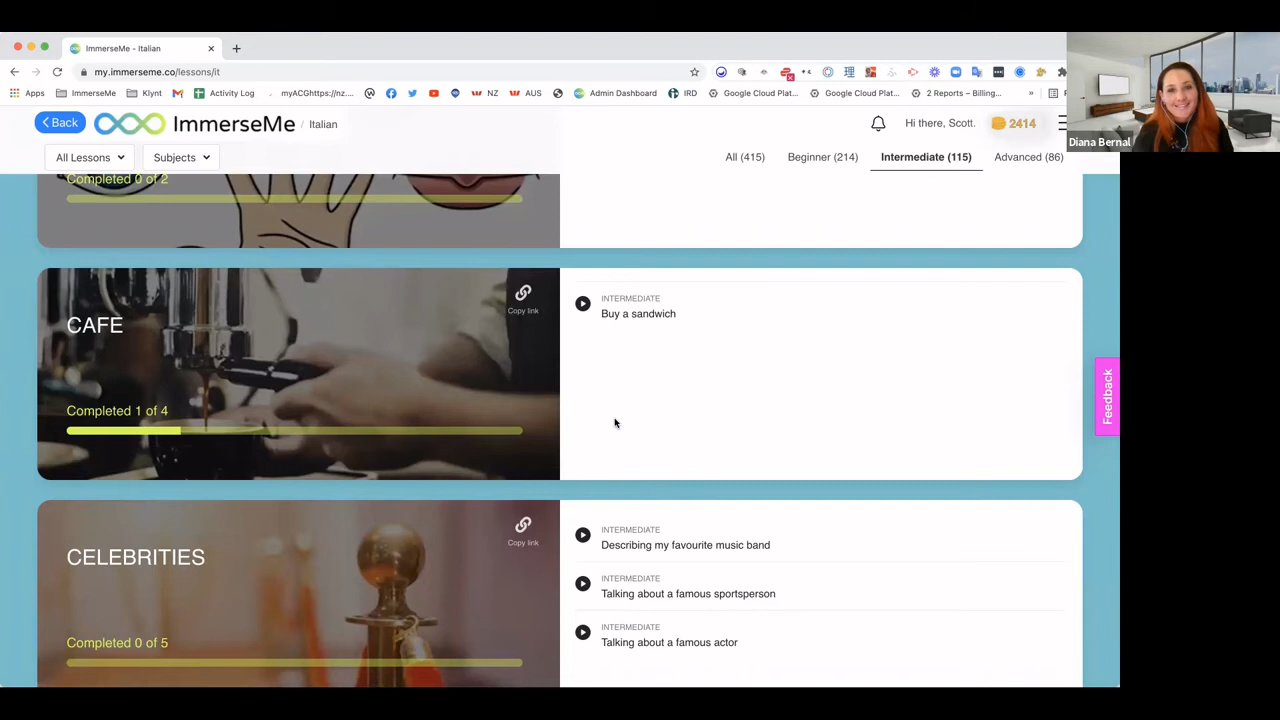 ImmerseMe - Italian
my.immerseme.co/lessons/it
Apps ImmerseMe Klynt Activity Log myACGhttps://nz.... NZ AUS Admin Dashboard IRD Google Cloud Plat... Google Cloud Plat... 2 Reports – Billing... »
Back ImmerseMe / Italian Hi there, Scott. 2414
Diana Bernal
All Lessons Subjects All (415) Beginner (214) Intermediate (115) Advanced (86)
Completed 0 of 2
CAFE
Copy link
Completed 1 of 4
INTERMEDIATE
Buy a sandwich
Feedback
CELEBRITIES
Copy link
Completed 0 of 5
INTERMEDIATE
Describing my favourite music band
INTERMEDIATE
Talking about a famous sportsperson
INTERMEDIATE
Talking about a famous actor